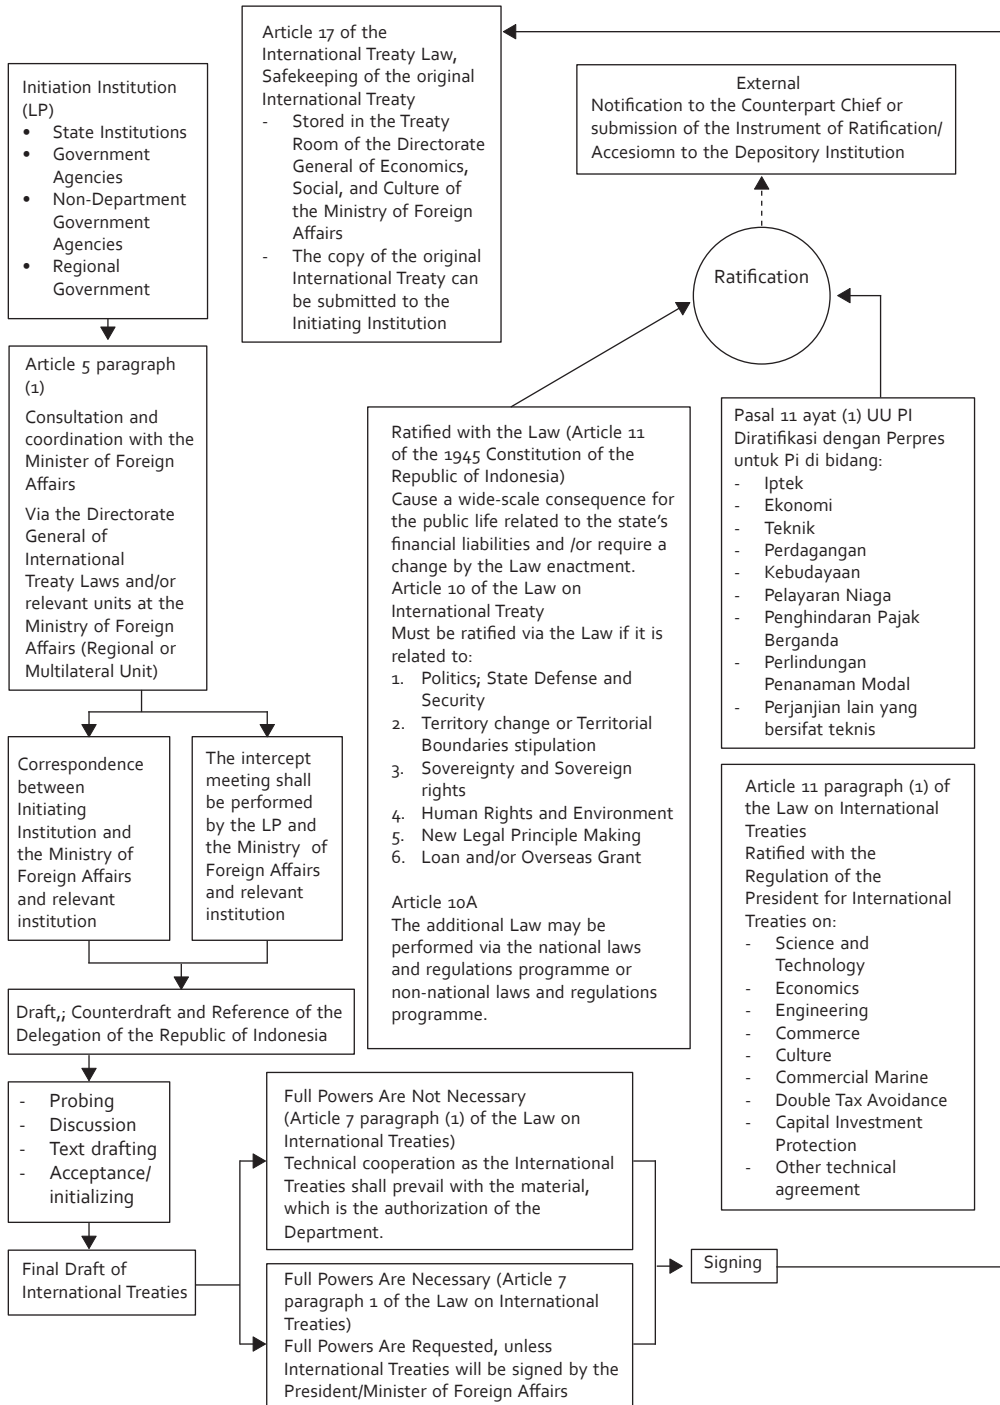 Initiation Institution
(LP)
• State Institutions
• Government
Agencies
• Non-Department
Government
Agencies
• Regional
Government
Article 17 of the
International Treaty Law,
Safekeeping of the original
International Treaty
- Stored in the Treaty
Room of the Directorate
General of Economics,
Social, and Culture of
the Ministry of Foreign
Affairs
- The copy of the original
International Treaty can
be submitted to the
Initiating Institution
External
Notification to the Counterpart Chief or
submission of the Instrument of Ratification/
Accesiomn to the Depository Institution
Ratification
Article 5 paragraph
(1)
Consultation and
coordination with the
Minister of Foreign
Affairs
Via the Directorate
General of
International
Treaty Laws and/or
relevant units at the
Ministry of Foreign
Affairs (Regional or
Multilateral Unit)
Correspondence
between
Initiating
Institution and
the Ministry of
Foreign Affairs
and relevant
institution
The intercept
meeting shall
be performed
by the LP and
the Ministry of
Foreign Affairs
and relevant
institution
Ratified with the Law (Article 11
of the 1945 Constitution of the
Republic of Indonesia)
Cause a wide-scale consequence for
the public life related to the state’s
financial liabilities and /or require a
change by the Law enactment.
Article 10 of the Law on
International Treaty
Must be ratified via the Law if it is
related to:
1. Politics; State Defense and
Security
2. Territory change or Territorial
Boundaries stipulation
3. Sovereignty and Sovereign
rights
4. Human Rights and Environment
5. New Legal Principle Making
6. Loan and/or Overseas Grant
Article 10A
The additional Law may be
performed via the national laws
and regulations programme or
non-national laws and regulations
programme.
Pasal 11 ayat (1) UU PI
Diratifikasi dengan Perpres
untuk Pi di bidang:
- Iptek
- Ekonomi
- Teknik
- Perdagangan
- Kebudayaan
- Pelayaran Niaga
- Penghindaran Pajak
Berganda
- Perlindungan
Penanaman Modal
- Perjanjian lain yang
bersifat teknis
Article 11 paragraph (1) of
the Law on International
Treaties
Ratified with the
Regulation of the
President for International
Treaties on:
- Science and
Technology
- Economics
- Engineering
- Commerce
- Culture
- Commercial Marine
- Double Tax Avoidance
- Capital Investment
Protection
- Other technical
agreement
Draft,; Counterdraft and Reference of the
Delegation of the Republic of Indonesia
- Probing
- Discussion
- Text drafting
- Acceptance/
initializing
Final Draft of
International Treaties
Full Powers Are Not Necessary
(Article 7 paragraph (1) of the Law on
International Treaties)
Technical cooperation as the International
Treaties shall prevail with the material,
which is the authorization of the
Department.
Full Powers Are Necessary (Article 7
paragraph 1 of the Law on International
Treaties)
Full Powers Are Requested, unless
International Treaties will be signed by the
President/Minister of Foreign Affairs
Signing